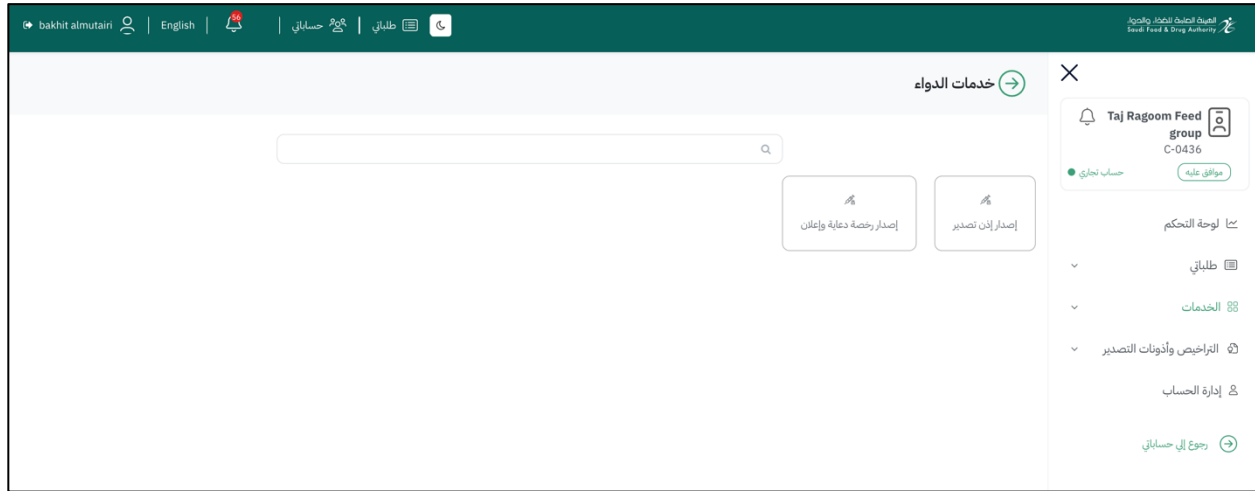 الهيئة العامة للغذاء والدواء
Saudi Food & Drug Authority
طلباتي
حساباتي
56
English
bakhit almutairi
خدمات الدواء
Taj Ragoom Feed
group
C-0436
موافق عليه
حساب تجاري
لوحة التحكم
طلباتي
الخدمات
التراخيص وأذونات التصدير
إدارة الحساب
رجوع إلي حساباتي
إصدار إذن تصدير
إصدار رخصة دعاية وإعلان